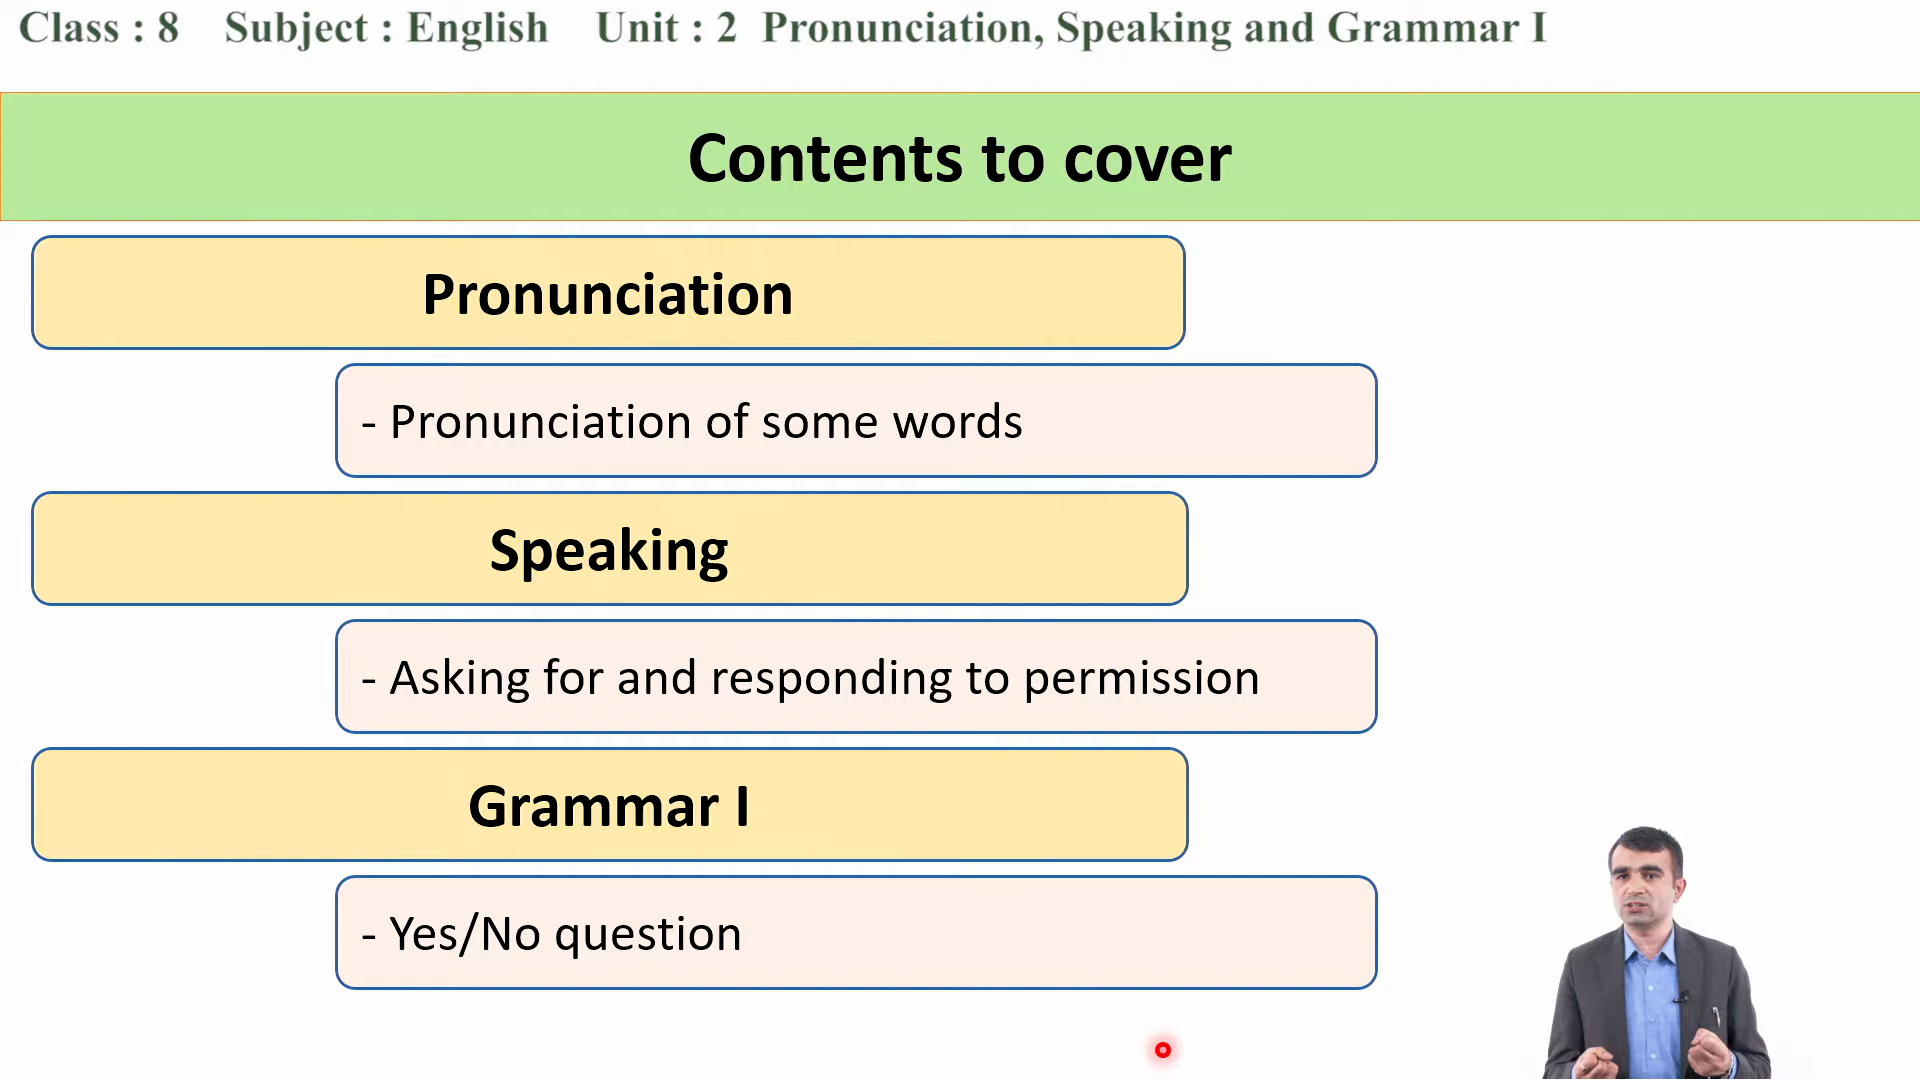 Class : 8 Subject : English Unit : 2 Pronunciation, Speaking and Grammar I
Contents to cover
Pronunciation
- Pronunciation of some words
Speaking
- Asking for and responding to permission
Grammar I
- Yes/No question